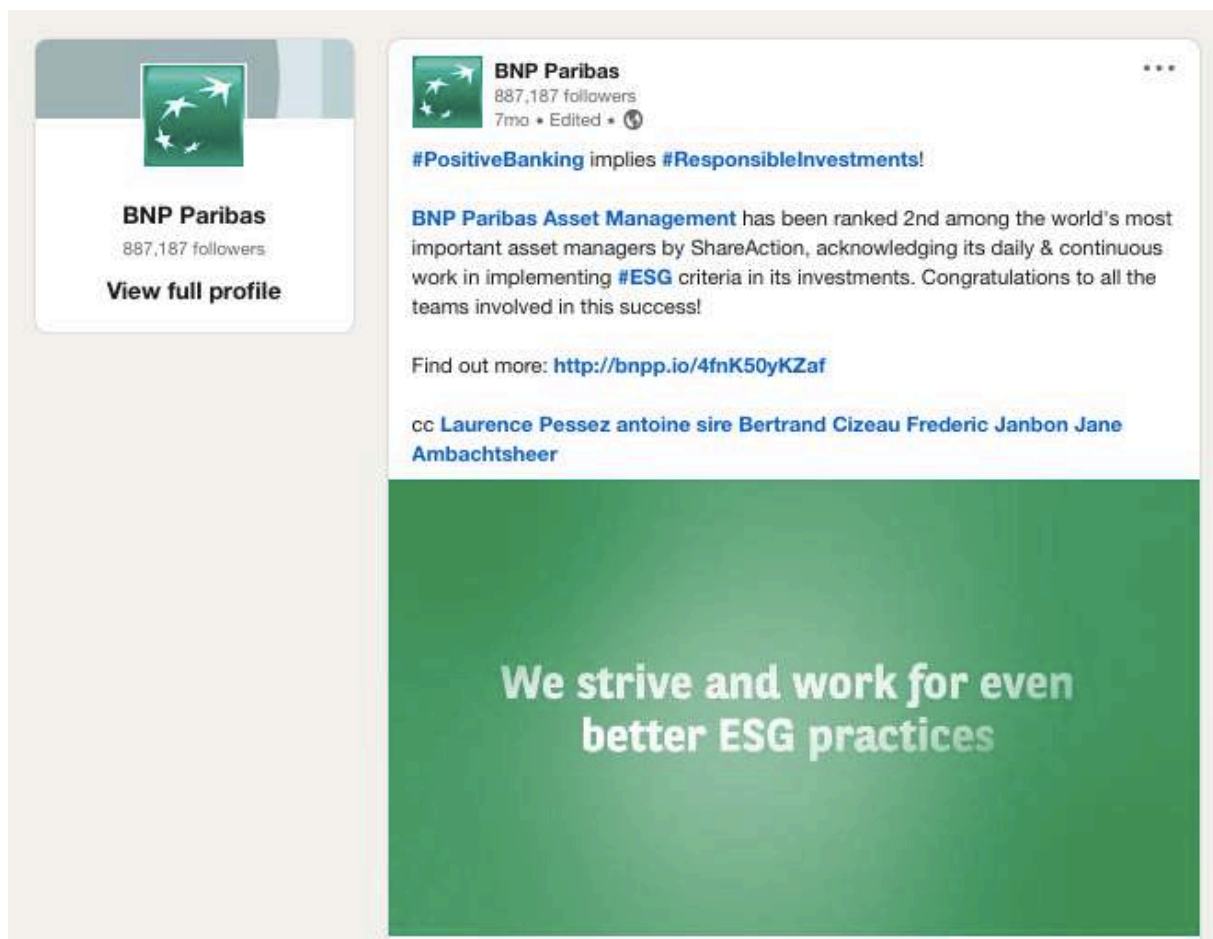 BNP Paribas
887,187 followers
View full profile
BNP Paribas
887,187 followers
7mo • Edited •
#PositiveBanking implies #ResponsibleInvestments!
BNP Paribas Asset Management has been ranked 2nd among the world's most
important asset managers by ShareAction, acknowledging its daily & continuous
work in implementing #ESG criteria in its investments. Congratulations to all the
teams involved in this success!
Find out more: http://bnpp.io/4fnK50yKZaf
cc Laurence Pessez antoine sire Bertrand Cizeau Frederic Janbon Jane
Ambachtsheer
We strive and work for even
better ESG practices